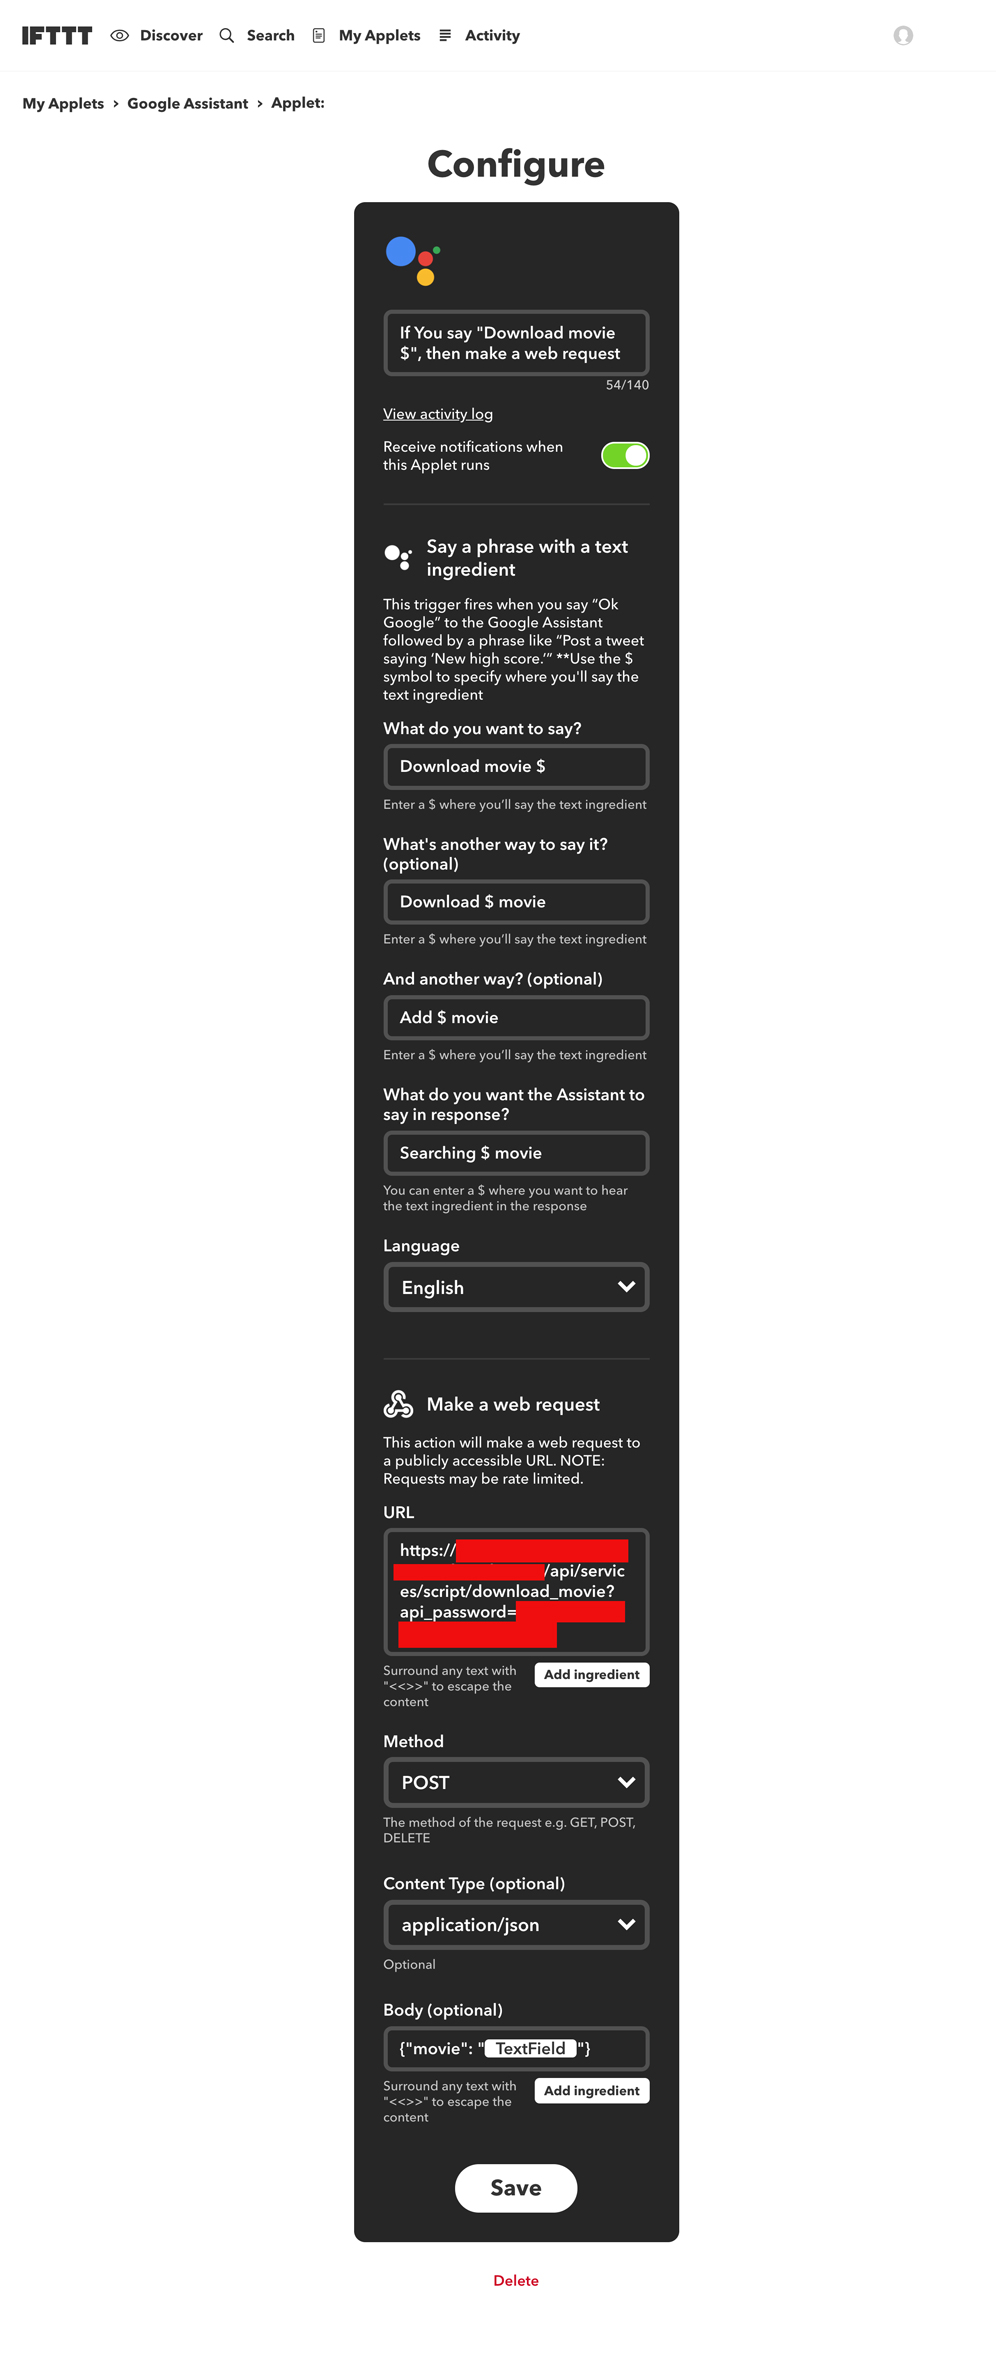 IFTTT Discover Search My Applets Activity
My Applets › Google Assistant › Applet:
Configure
If You say "Download movie
$", then make a web request
54/140
View activity log
Receive notifications when
this Applet runs
Say a phrase with a text
ingredient
This trigger fires when you say “Ok
Google” to the Google Assistant
followed by a phrase like “Post a tweet
saying ‘New high score.’” **Use the $
symbol to specify where you'll say the
text ingredient
What do you want to say?
Download movie $
Enter a $ where you’ll say the text ingredient
What's another way to say it?
(optional)
Download $ movie
Enter a $ where you’ll say the text ingredient
And another way? (optional)
Add $ movie
Enter a $ where you’ll say the text ingredient
What do you want the Assistant to
say in response?
Searching $ movie
You can enter a $ where you want to hear
the text ingredient in the response
Language
English
Make a web request
This action will make a web request to
a publicly accessible URL. NOTE:
Requests may be rate limited.
URL
https://
/api/servic
es/script/download_movie?
api_password=
Surround any text with
"<<>>" to escape the
content
Add ingredient
Method
POST
The method of the request e.g. GET, POST,
DELETE
Content Type (optional)
application/json
Optional
Body (optional)
{"movie": " TextField "}
Surround any text with
"<<>>" to escape the
content
Add ingredient
Save
Delete